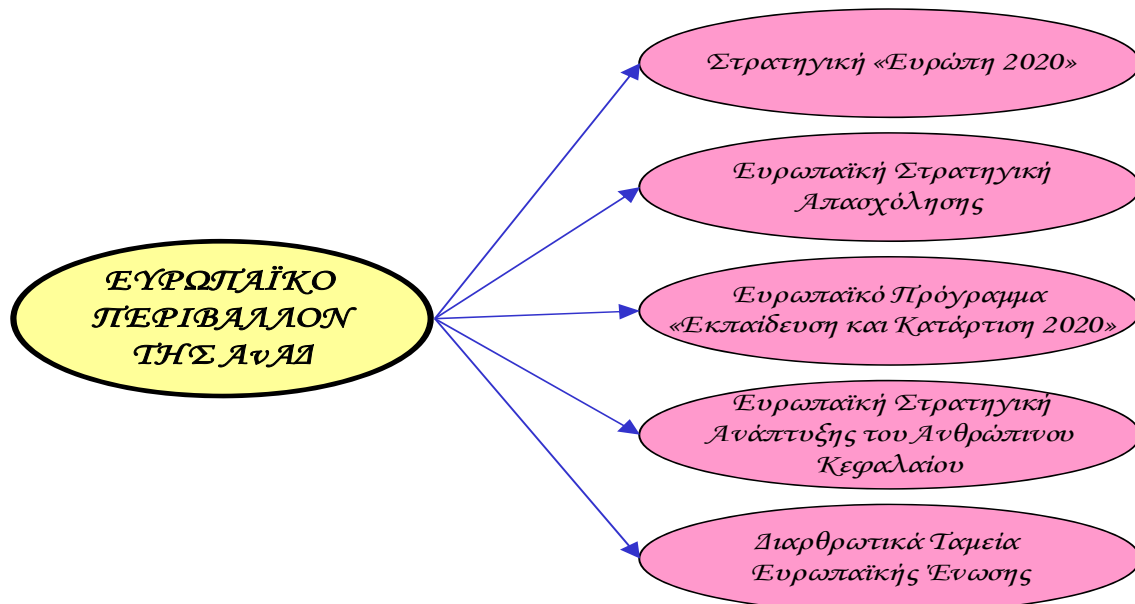 ΕΥΡΩΠΑΪΚΟ
ΠΕΡΙΒΑΛΛΟΝ
ΤΗΣ ΑνΑΔ
Στρατηγική «Ευρώπη 2020»
Ευρωπαϊκή Στρατηγική
Απασχόλησης
Ευρωπαϊκό Πρόγραμμα
«Εκπαίδευση και Κατάρτιση 2020»
Ευρωπαϊκή Στρατηγική
Ανάπτυξης του Ανθρώπινου
Κεφαλαίου
Διαρθρωτικά Ταμεία
Ευρωπαϊκής Ένωσης